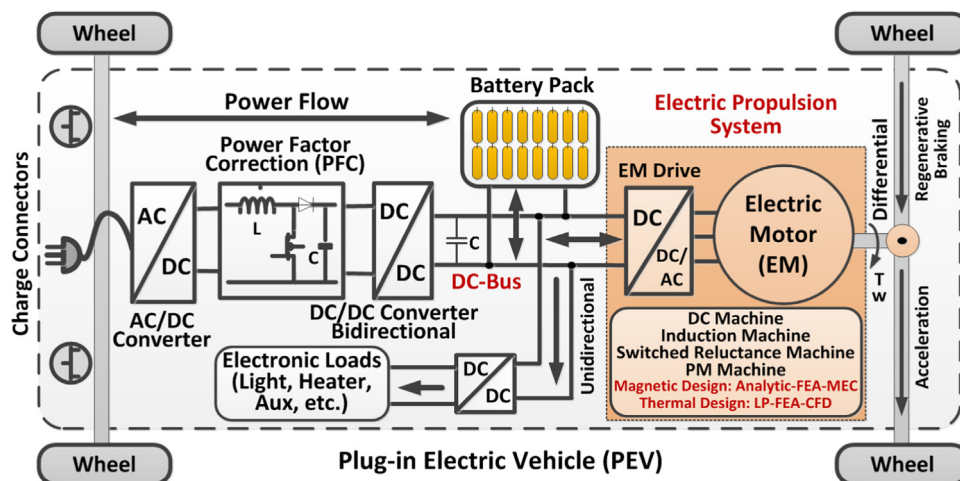 Wheel
Wheel
Power Flow
Battery Pack
Electric Propulsion
System
Power Factor
Correction (PFC)
Charge Connectors
AC
DC
L
C
DC
DC
C
DC-Bus
AC/DC
Converter
DC/DC Converter
Bidirectional
EM Drive
DC
DC/
AC
Electric
Motor
(EM)
Differential
Regenerative
Braking
T
w
Acceleration
Unidirectional
Electronic Loads
(Light, Heater,
Aux, etc.)
DC
DC
DC Machine
Induction Machine
Switched Reluctance Machine
PM Machine
Magnetic Design: Analytic-FEA-MEC
Thermal Design: LP-FEA-CFD
Wheel
Plug-in Electric Vehicle (PEV)
Wheel